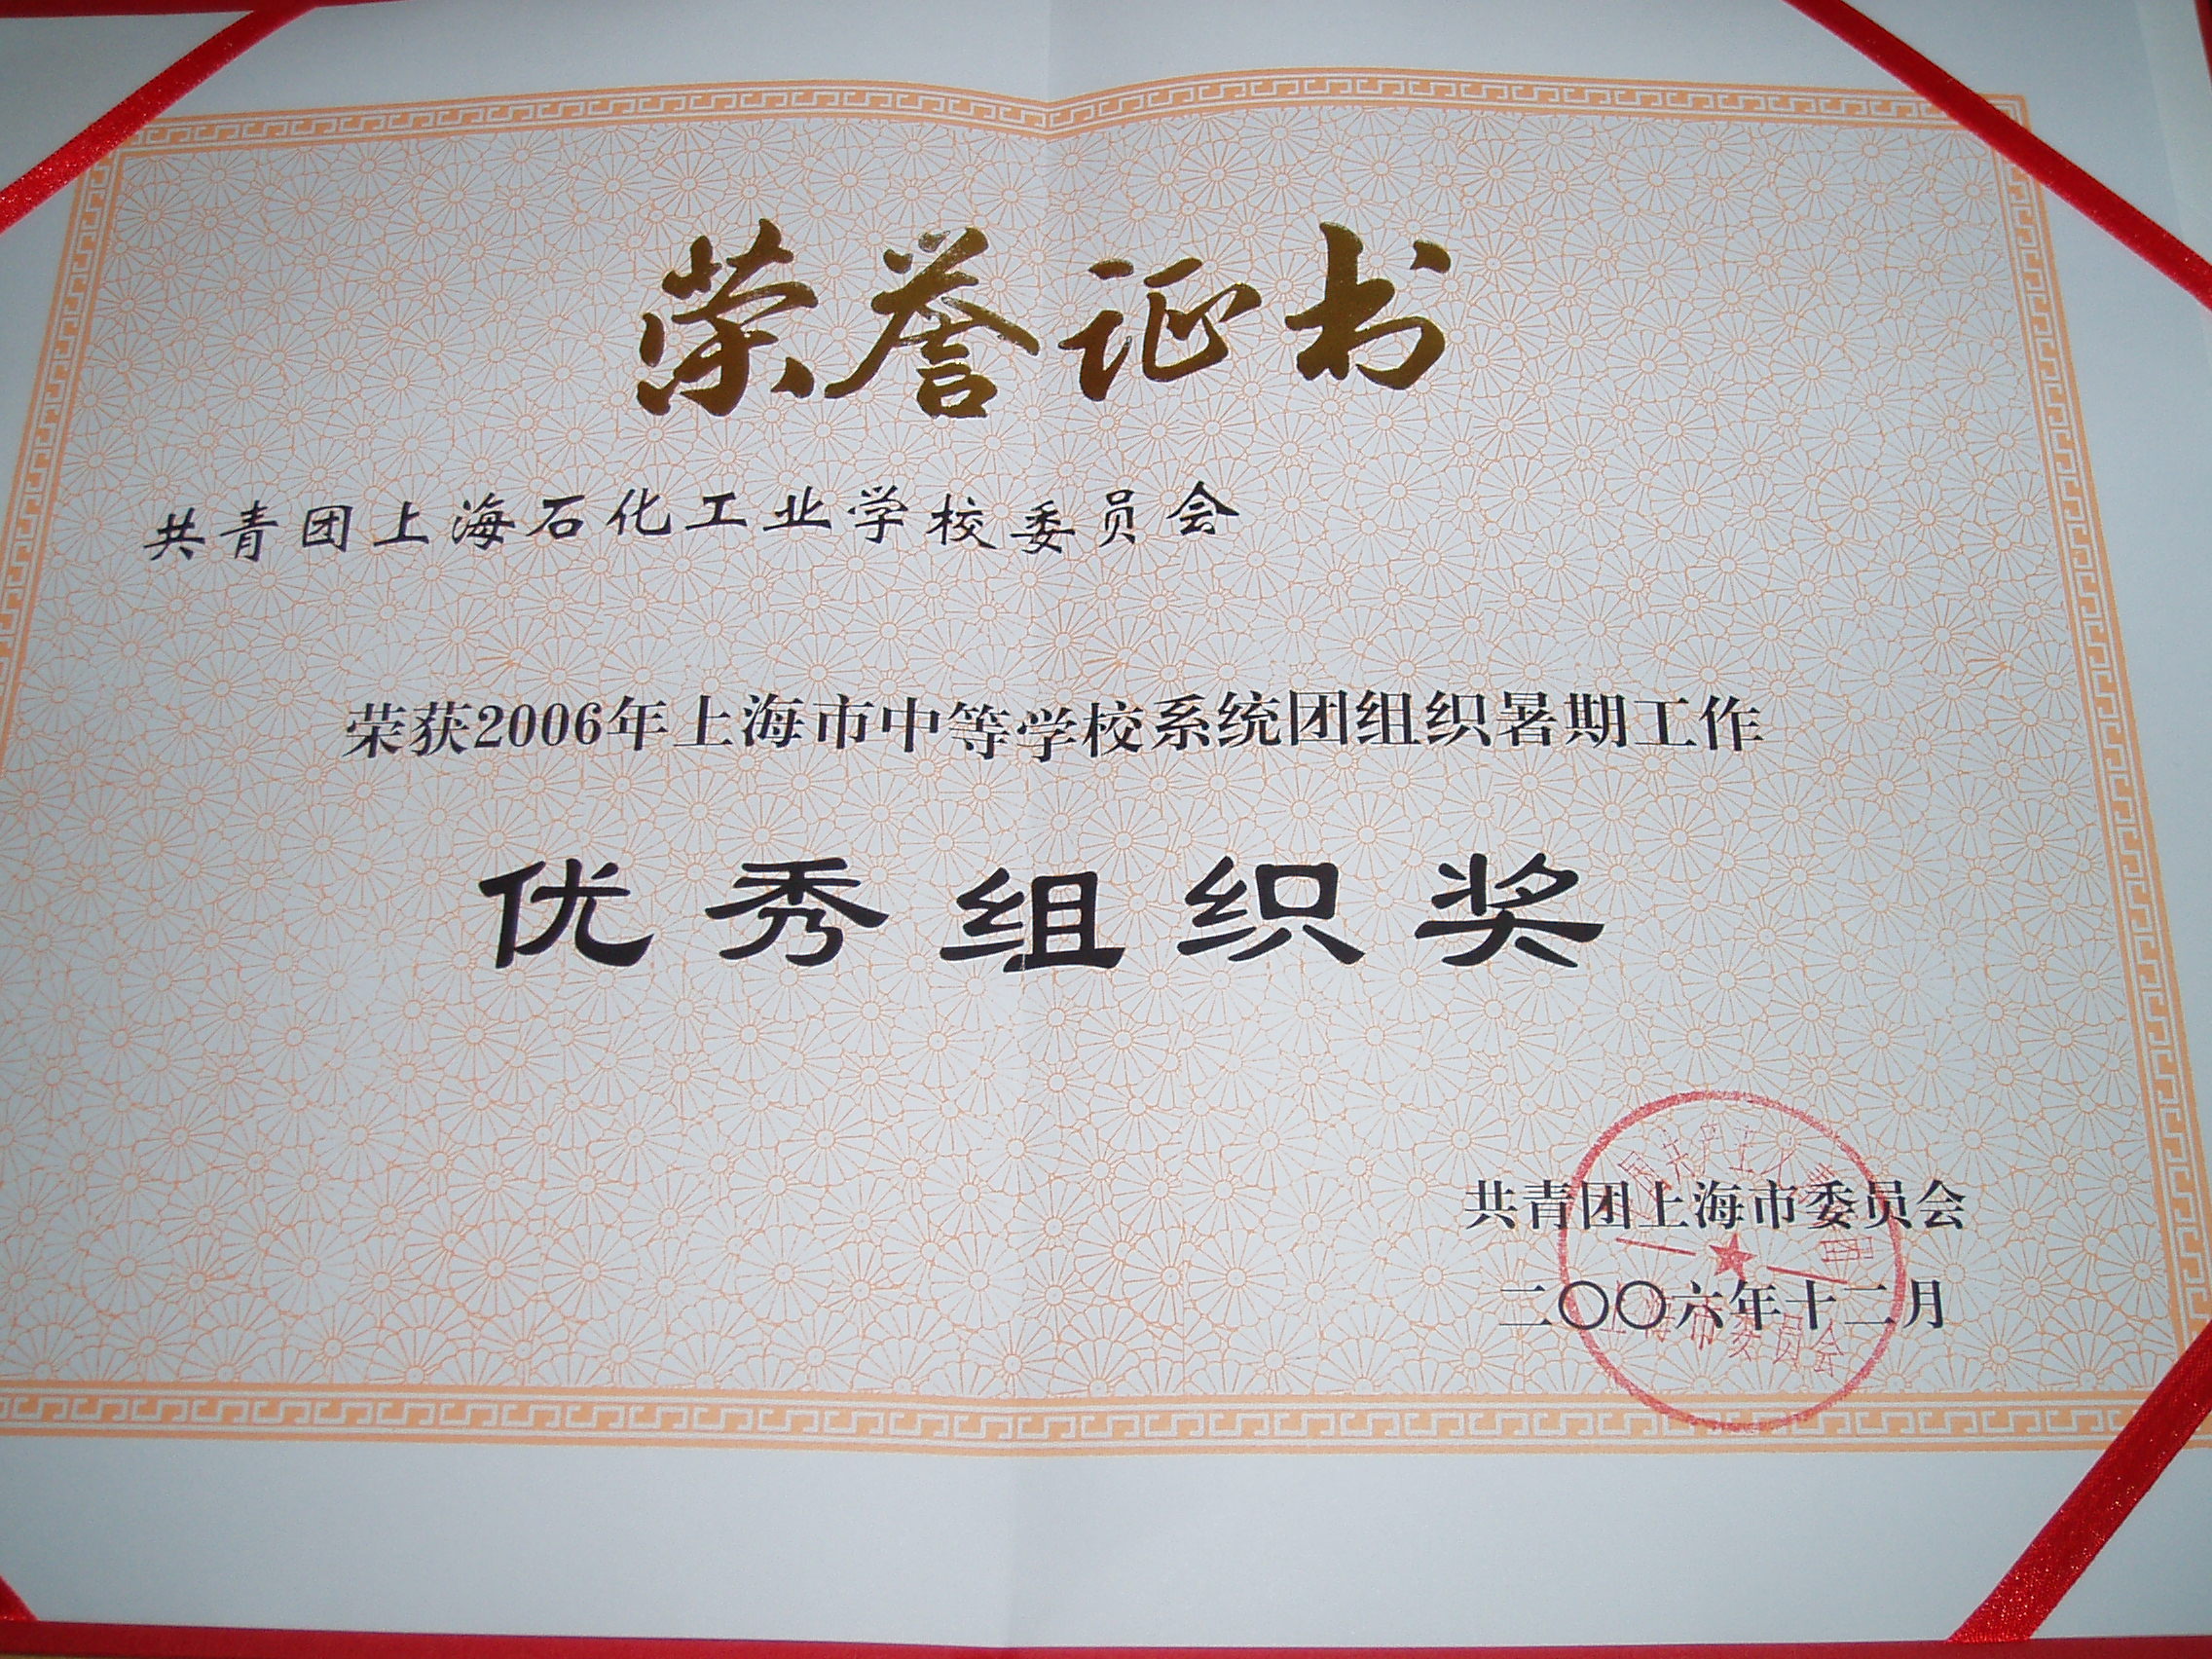 荣誉证书
共青团上海石化工业学校委员会
荣获2006年上海市中等学校系统团组织暑期工作
优秀组织奖
共青团上海市委员会
二〇〇六年十二月